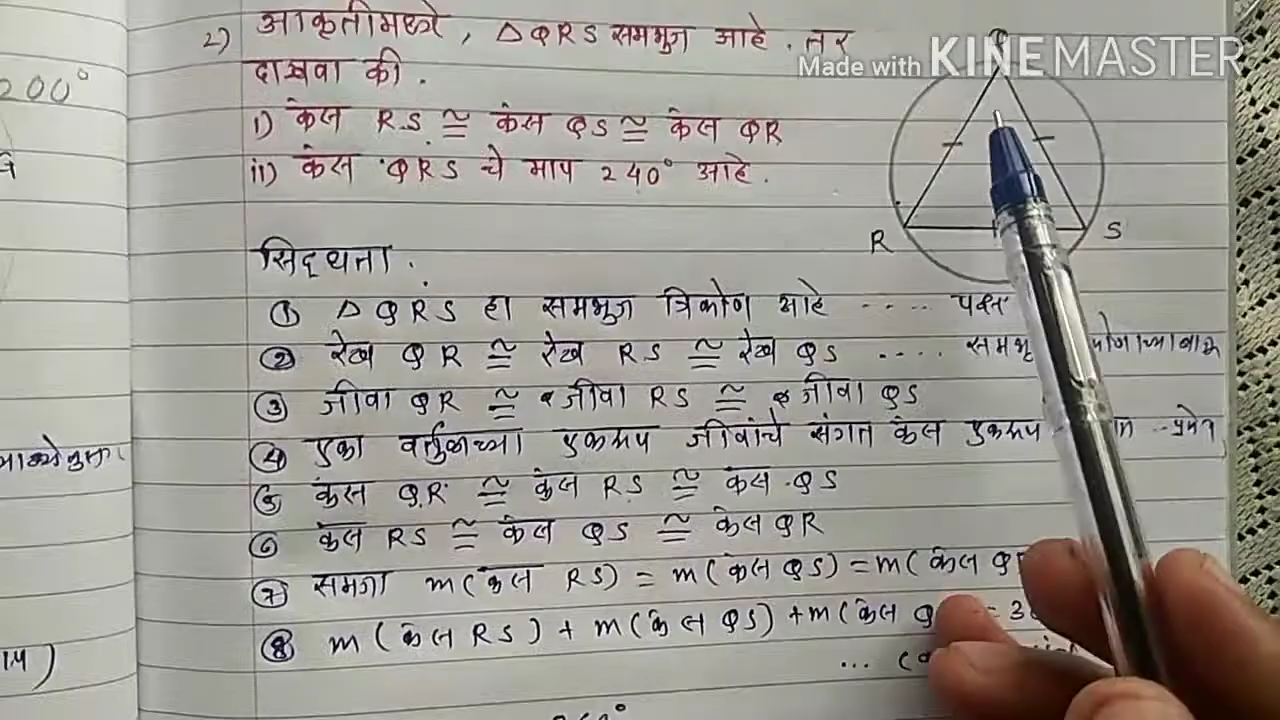 200°
2) आकृतीमध्ये, △QRS समभुज आहे. तर
दाखवा की.
Made with KINEMASTER
i) कंस RS ≅ कंस QS ≅ कंस QR
ii) कंस QRS चे माप 240° आहे.
R S
सिद्धता.
① △QRS हा समभुज त्रिकोण आहे .... पक्ष
② रेख QR ≅ रेख RS ≅ रेख QS ....
③ जीवा QR ≅ जीवा RS ≅ जीवा QS
④ एका वर्तुळाच्या एकरूप जीवांचे संगत कंस एकरूप
⑤ कंस QR ≅ कंस RS ≅ कंस QS
⑥ कंस RS ≅ कंस QS ≅ कंस QR
⑦ समजा m(कंस RS) = m(कंस QS) = m(कंस
⑧ m(कंस RS) + m(कंस QS) + m(कंस